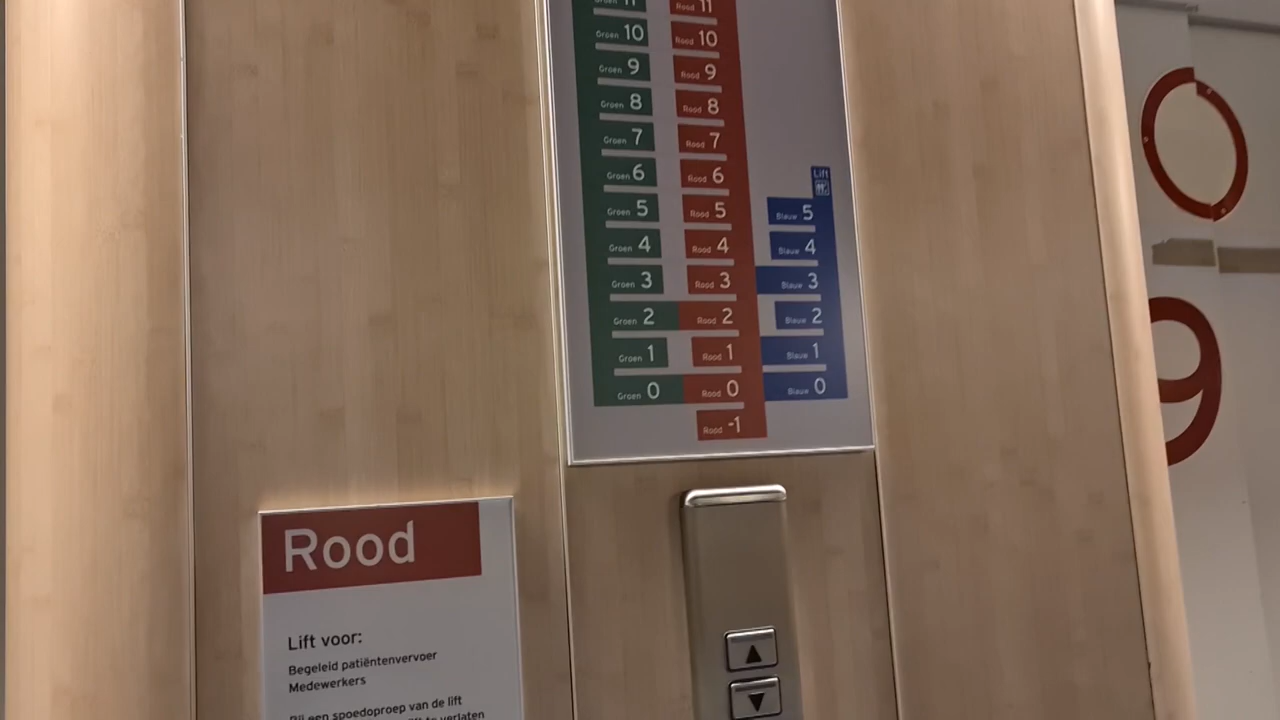 Groen 11 Rood 11
Groen 10 Rood 10
Groen 9 Rood 9
Groen 8 Rood 8
Groen 7 Rood 7
Groen 6 Rood 6 Lift
Groen 5 Rood 5 Blauw 5
Groen 4 Rood 4 Blauw 4
Groen 3 Rood 3 Blauw 3
Groen 2 Rood 2 Blauw 2
Groen 1 Rood 1 Blauw 1
Groen 0 Rood 0 Blauw 0
Rood -1
Rood
Lift voor:
Begeleid patiëntenvervoer
Medewerkers
Bij een spoedoproep van de lift
te verlaten
9